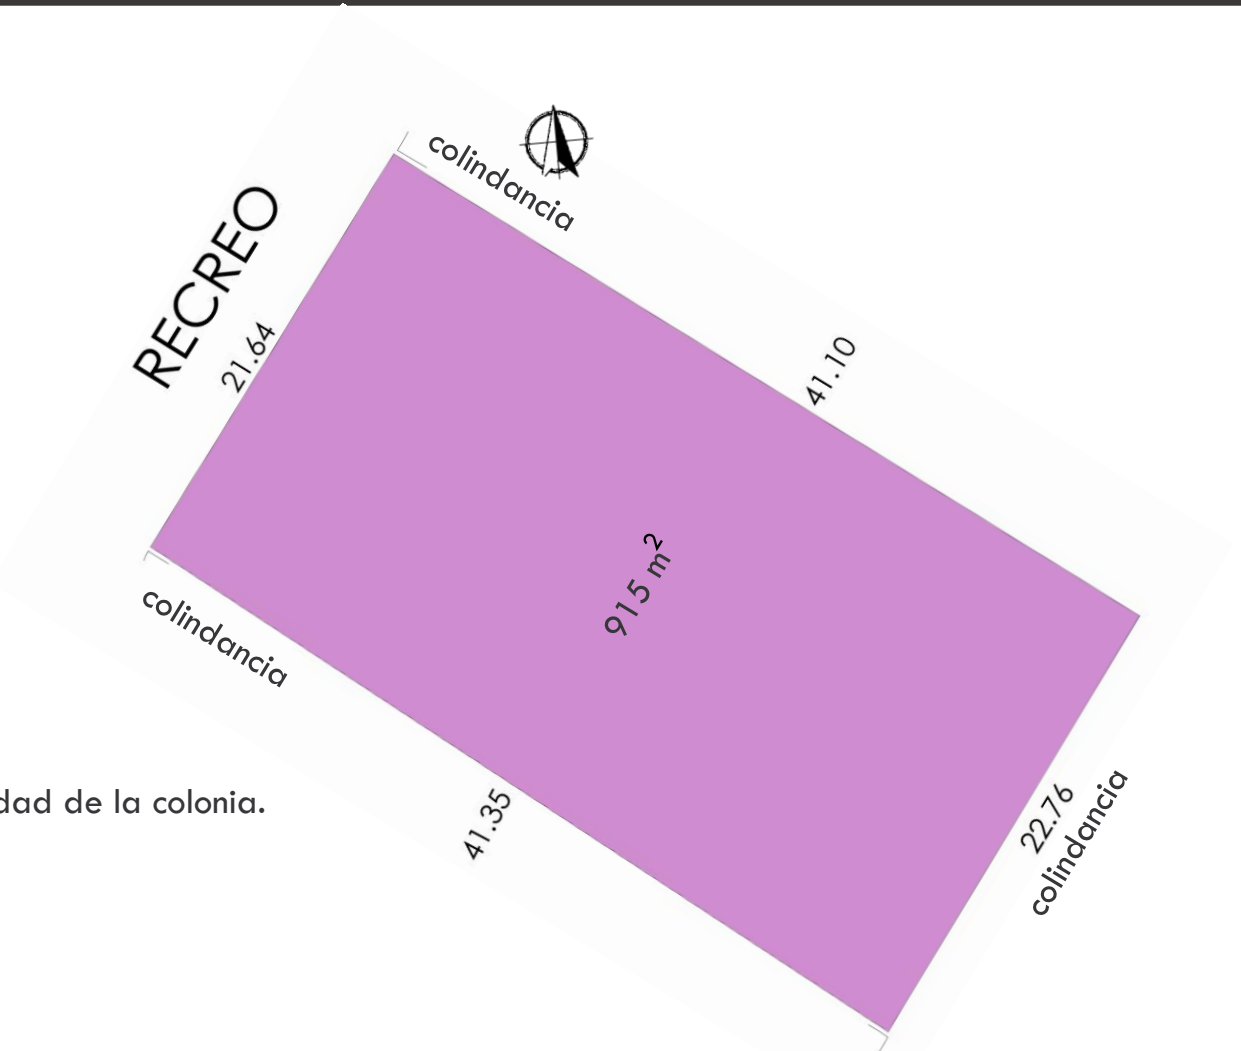 colindancia
RECREO
21.64
41.10
915 m²
colindancia
dad de la colonia.
41.35
22.76
colindancia